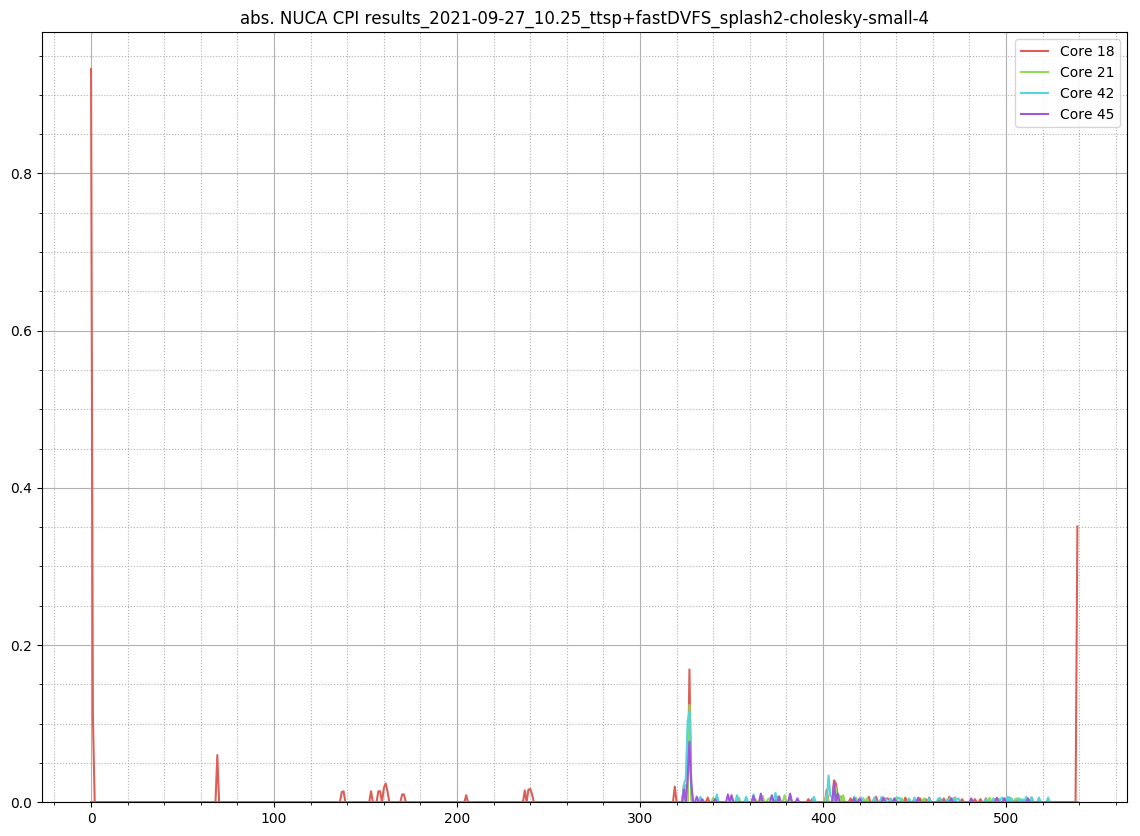 abs. NUCA CPI results_2021-09-27_10.25_ttsp+fastDVFS_splash2-cholesky-small-4
Core 18
Core 21
Core 42
Core 45
0.8
0.6
0.4
0.2
0.0
0 100 200 300 400 500